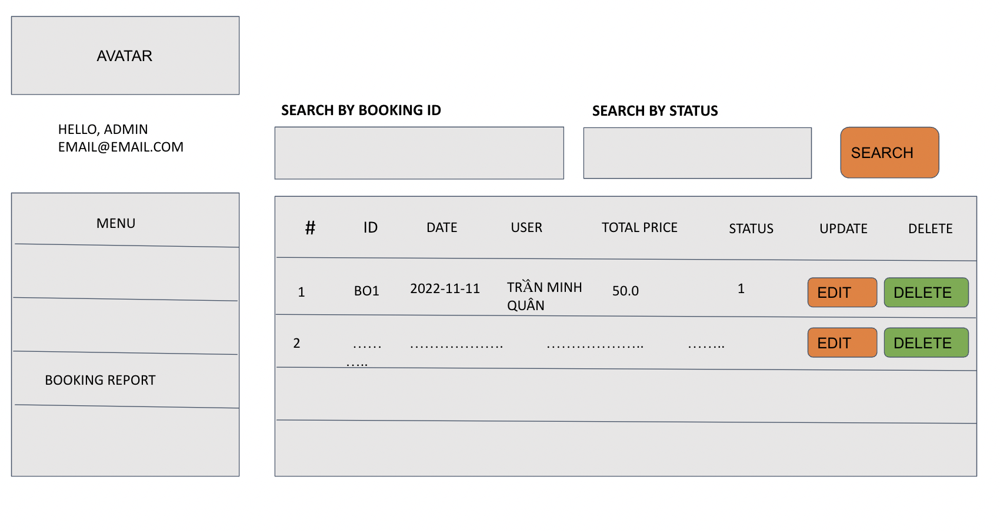 AVATAR
HELLO, ADMIN
EMAIL@EMAIL.COM
SEARCH BY BOOKING ID
SEARCH BY STATUS
SEARCH
MENU
BOOKING REPORT
# ID DATE USER TOTAL PRICE STATUS UPDATE DELETE
1 BO1 2022-11-11 TRẦN MINH 50.0 1 EDIT DELETE
QUÂN
2 ...... ................... .................... ........ EDIT DELETE
.....